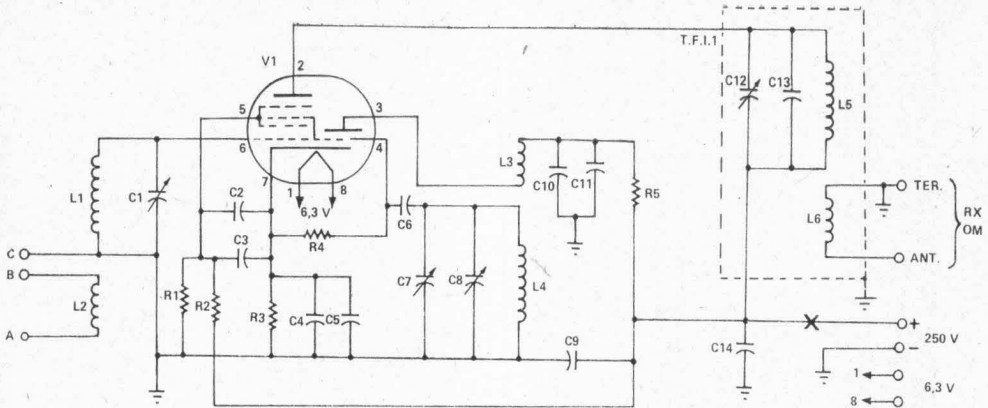 T.F.I.1
V1
2
3
5
6
4
7
1
8
6,3 V
C12
C13
L5
L1
C1
C2
C3
R4
C6
L3
C10
C11
R5
L6
TER.
ANT.
RX
OM
C
B
A
L2
R1
R2
R3
C4
C5
C7
C8
L4
C9
C14
+
250 V
−
1
6,3 V
8